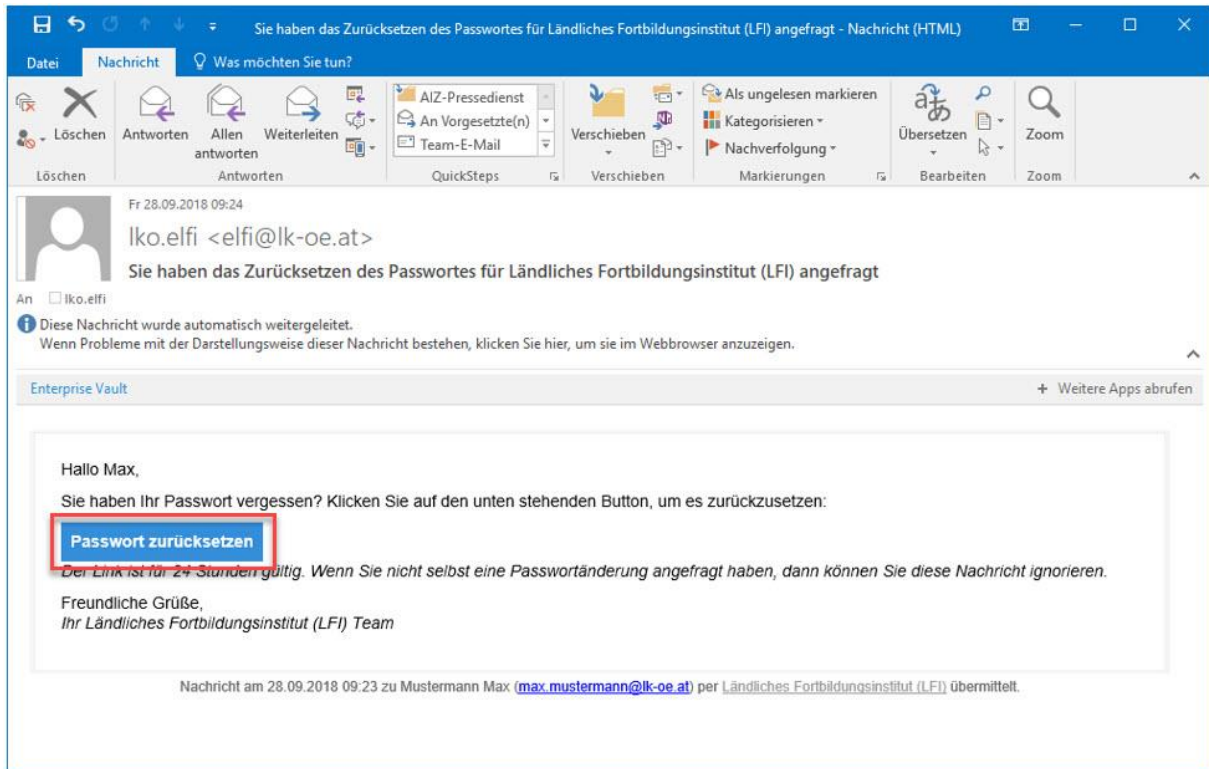 Sie haben das Zurücksetzen des Passwortes für Ländliches Fortbildungsinstitut (LFI) angefragt - Nachricht (HTML)
Datei Nachricht Was möchten Sie tun?
Löschen
Antworten
Allen antworten
Weiterleiten
AIZ-Pressedienst
An Vorgesetzte(n)
Team-E-Mail
Verschieben
Als ungelesen markieren
Kategorisieren
Nachverfolgung
Übersetzen
Zoom
Löschen Antworten QuickSteps Verschieben Markierungen Bearbeiten Zoom
Fr 28.09.2018 09:24
lko.elfi <elfi@lk-oe.at>
Sie haben das Zurücksetzen des Passwortes für Ländliches Fortbildungsinstitut (LFI) angefragt
An lko.elfi
Diese Nachricht wurde automatisch weitergeleitet.
Wenn Probleme mit der Darstellungsweise dieser Nachricht bestehen, klicken Sie hier, um sie im Webbrowser anzuzeigen.
Enterprise Vault + Weitere Apps abrufen
Hallo Max,
Sie haben Ihr Passwort vergessen? Klicken Sie auf den unten stehenden Button, um es zurückzusetzen:
Passwort zurücksetzen
Der Link ist für 24 Stunden gültig. Wenn Sie nicht selbst eine Passwortänderung angefragt haben, dann können Sie diese Nachricht ignorieren.
Freundliche Grüße,
Ihr Ländliches Fortbildungsinstitut (LFI) Team
Nachricht am 28.09.2018 09:23 zu Mustermann Max (max.mustermann@lk-oe.at) per Ländliches Fortbildungsinstitut (LFI) übermittelt.